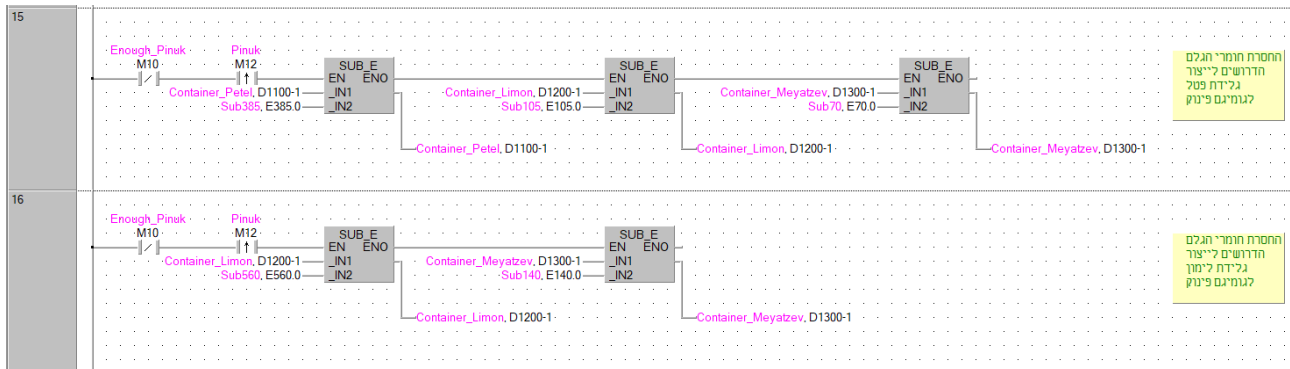 15
Enough_Pinuk Pinuk
M10 M12 SUB_E SUB_E SUB_E
EN ENO EN ENO EN ENO
Container_Petel, D1100-1 _IN1 Container_Limon, D1200-1 _IN1 Container_Meyatzev, D1300-1 _IN1
Sub385, E385.0 _IN2 Sub105, E105.0 _IN2 Sub70, E70.0 _IN2
Container_Petel, D1100-1 Container_Limon, D1200-1 Container_Meyatzev, D1300-1
החסרת חומרי הגלם
הדרושים לייצור
גלידת פטל
לגומיגם פינוק
16
Enough_Pinuk Pinuk
M10 M12 SUB_E SUB_E
EN ENO EN ENO
Container_Limon, D1200-1 _IN1 Container_Meyatzev, D1300-1 _IN1
Sub560, E560.0 _IN2 Sub140, E140.0 _IN2
Container_Limon, D1200-1 Container_Meyatzev, D1300-1
החסרת חומרי הגלם
הדרושים לייצור
גלידת לימון
לגומיגם פינוק